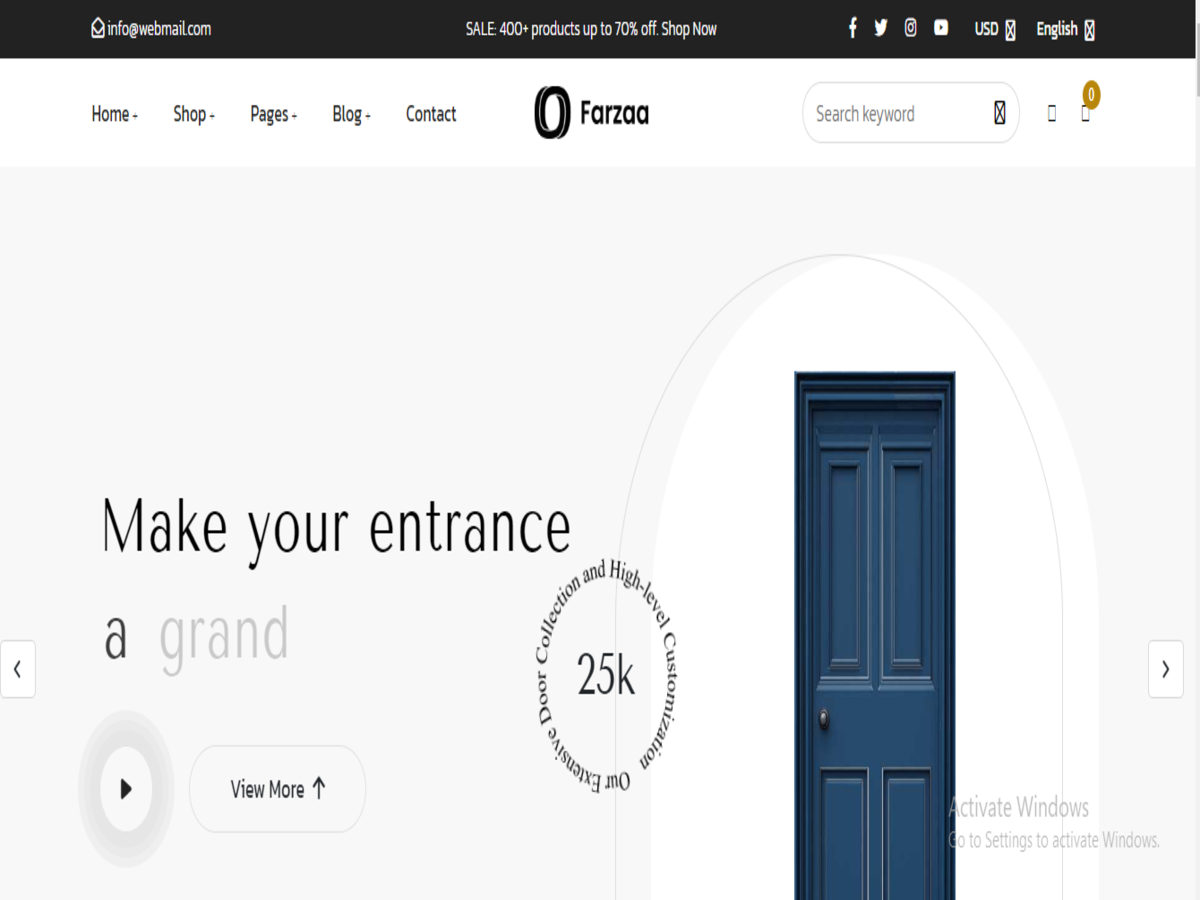 info@webmail.com
SALE: 400+ products up to 70% off. Shop Now
USD
English
Home +
Shop +
Pages +
Blog +
Contact
Farzaa
Search keyword
0
Make your entrance
a grand
Our Extensive Door Collection and High-level Customization
25k
View More
Activate Windows
Go to Settings to activate Windows.